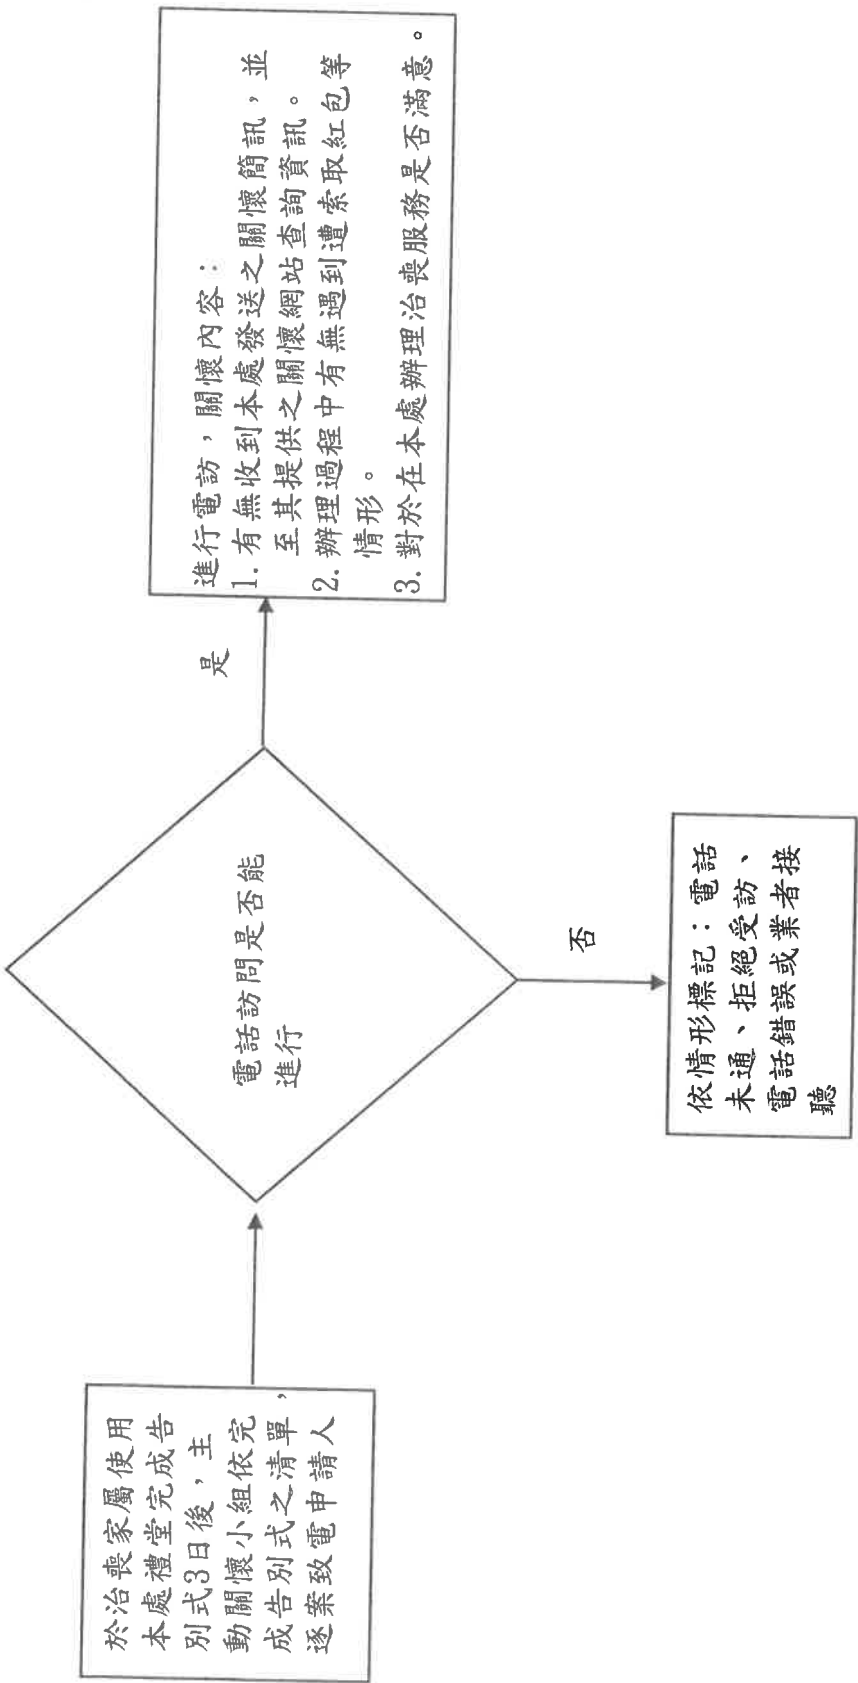 於治喪家屬使用
本處禮堂完成告
別式3日後，主
動關懷小組依完
成告別式之清單，
逐案致電申請人
電話訪問是否能
進行
是
進行電訪，關懷內容：
1. 有無收到本處發送之關懷簡訊，並
至其提供之關懷網站查詢資訊。
2. 辦理過程中有無遇到遭索取紅包等
情形。
3. 對於在本處辦理治喪服務是否滿意。
否
依情形標記：電話
未通、拒絕受訪、
電話錯誤或業者接
聽